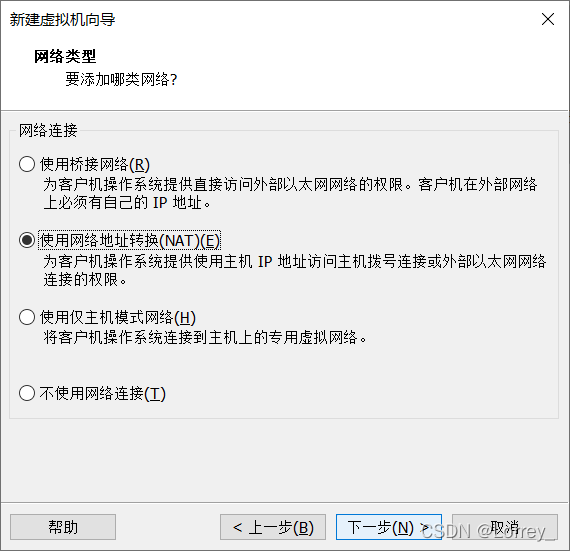 新建虚拟机向导
网络类型
要添加哪类网络?
网络连接
使用桥接网络(R)
为客户机操作系统提供直接访问外部以太网网络的权限。客户机在外部网络
上必须有自己的 IP 地址。
使用网络地址转换(NAT)(E)
为客户机操作系统提供使用主机 IP 地址访问主机拨号连接或外部以太网网络
连接的权限。
使用仅主机模式网络(H)
将客户机操作系统连接到主机上的专用虚拟网络。
不使用网络连接(T)
帮助
< 上一步(B)
下一步(N) >
取消
CSDN @Lorrey_